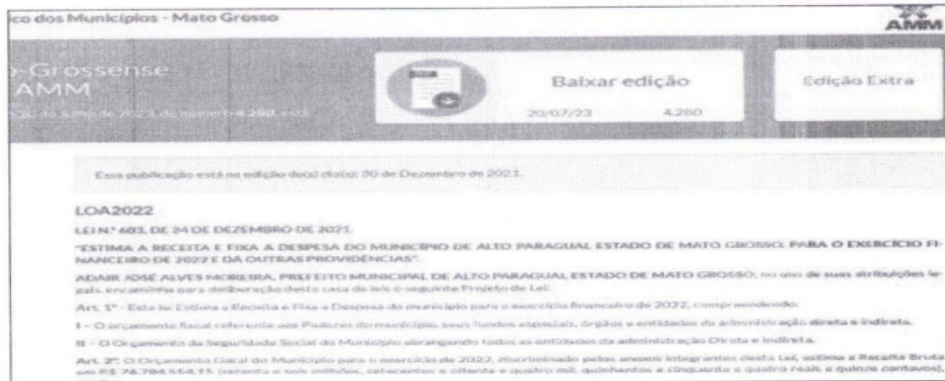 ico dos Municípios - Mato Grosso
AMM
o-Grossense
AMM
Baixar edição
20/07/23 4.280
Edição Extra
Essa publicação está na edição do(s) dia(s): 30 de Dezembro de 2021.
LOA2022
LEI N.º 603, DE 24 DE DEZEMBRO DE 2021.
"ESTIMA A RECEITA E FIXA A DESPESA DO MUNICÍPIO DE ALTO PARAGUAI, ESTADO DE MATO GROSSO, PARA O EXERCÍCIO FI-
NANCEIRO DE 2022 E DÁ OUTRAS PROVIDÊNCIAS".
ADAIR JOSÉ ALVES MOREIRA, PREFEITO MUNICIPAL DE ALTO PARAGUAI, ESTADO DE MATO GROSSO, no uso de suas atribuições le-
gais, encaminha para deliberação desta casa de leis o seguinte Projeto de Lei:
Art. 1º - Esta lei Estima a Receita e Fixa a Despesa do município para o exercício financeiro de 2022, compreendendo:
I – O orçamento fiscal referente aos Poderes do município, seus fundos especiais, órgãos e entidades da administração direta e indireta.
II – O Orçamento da Seguridade Social do Município abrangendo todas as entidades da administração Direta e Indireta.
Art. 2º: O Orçamento Geral do Município para o exercício de 2022, discriminado pelos anexos integrantes desta Lei, estima a Receita Bruta
em R$ 76.784.554,15 (setenta e seis milhões, setecentos e oitenta e quatro mil, quinhentos e cinquenta e quatro reais e quinze centavos),